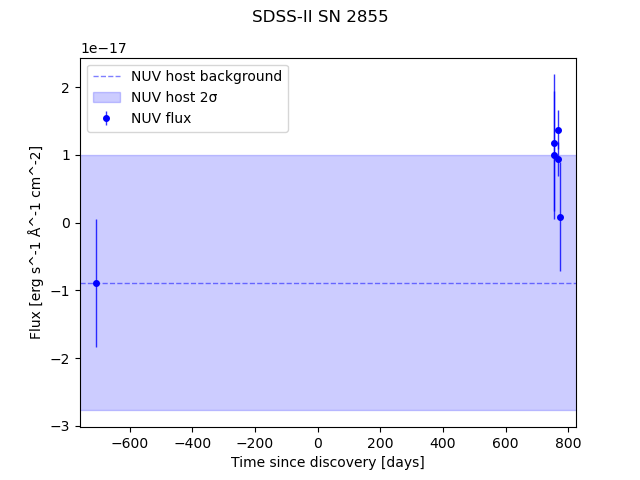 SDSS-II SN 2855
1e−17
NUV host background
NUV host 2σ
NUV flux
2
1
0
−1
−2
−3
Flux [erg s^-1 Å^-1 cm^-2]
−600 −400 −200 0 200 400 600 800
Time since discovery [days]